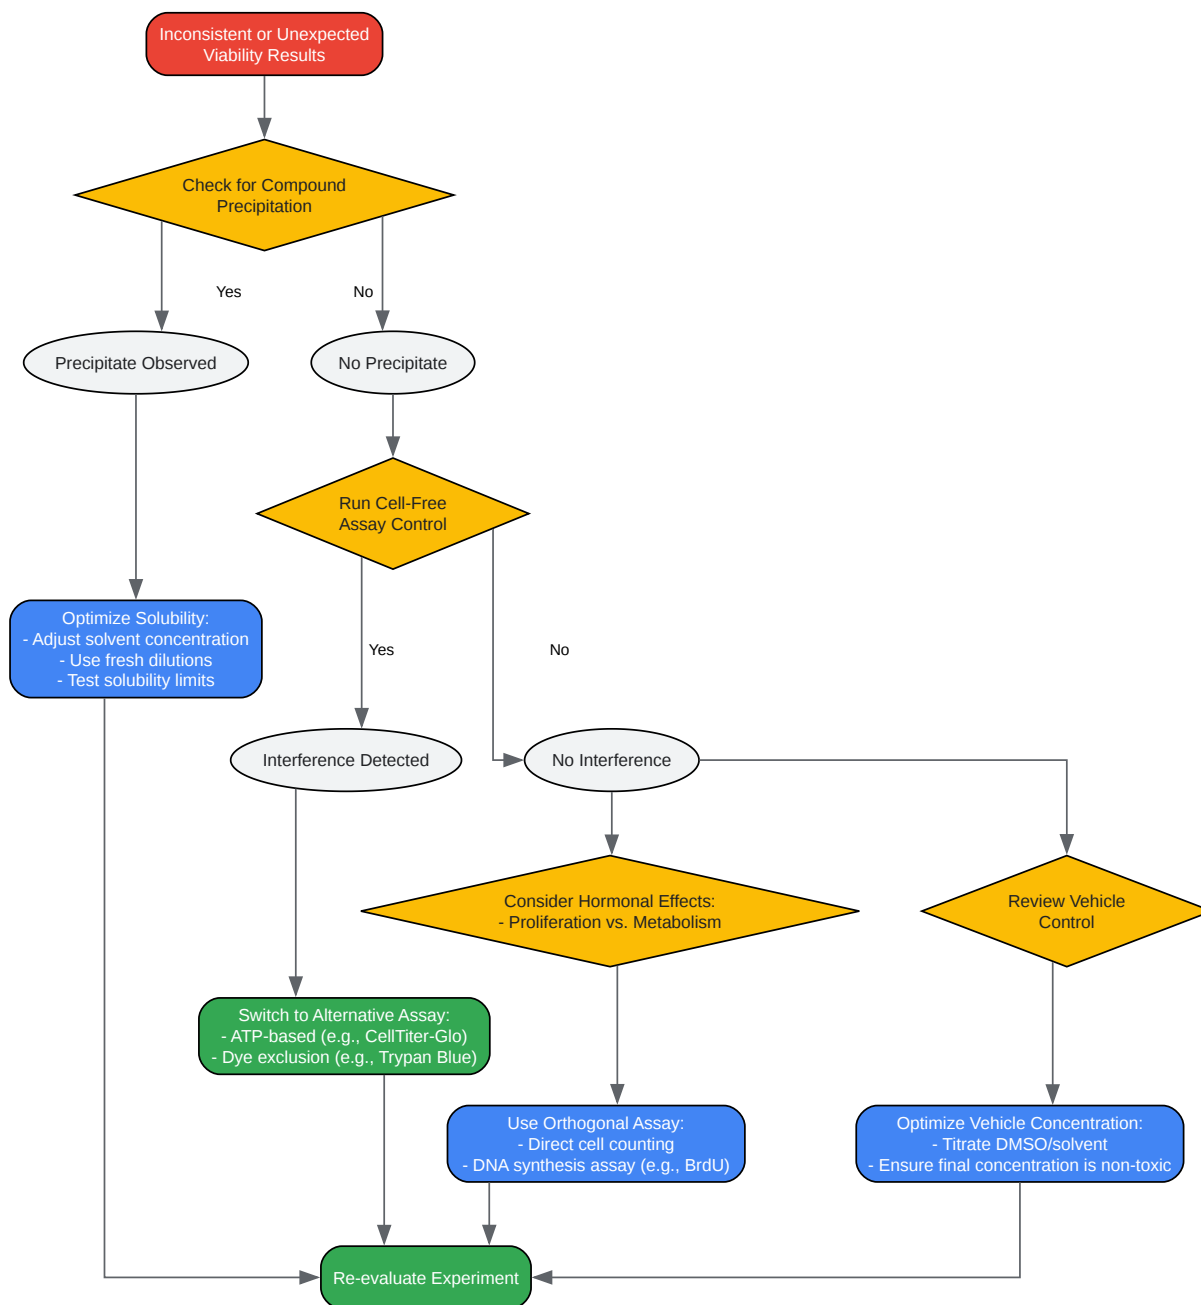 Inconsistent or Unexpected
Viability Results
Check for Compound
Precipitation
Yes
No
Precipitate Observed
No Precipitate
Run Cell-Free
Assay Control
Optimize Solubility:
- Adjust solvent concentration
- Use fresh dilutions
- Test solubility limits
Yes
No
Interference Detected
No Interference
Consider Hormonal Effects:
- Proliferation vs. Metabolism
Review Vehicle
Control
Switch to Alternative Assay:
- ATP-based (e.g., CellTiter-Glo)
- Dye exclusion (e.g., Trypan Blue)
Use Orthogonal Assay:
- Direct cell counting
- DNA synthesis assay (e.g., BrdU)
Optimize Vehicle Concentration:
- Titrate DMSO/solvent
- Ensure final concentration is non-toxic
Re-evaluate Experiment